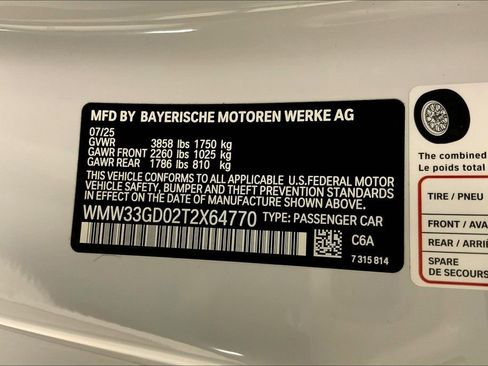 MFD BY BAYERISCHE MOTOREN WERKE AG
07/25
GVWR 3858 lbs 1750 kg
GAWR FRONT 2260 lbs 1025 kg
GAWR REAR 1786 lbs 810 kg
THIS VEHICLE CONFORMS TO ALL APPLICABLE U.S.FEDERAL MOTOR
VEHICLE SAFETY, BUMPER AND THEFT PREVENTION STANDARDS
IN EFFECT ON THE DATE OF MANUFACTURE SHOWN ABOVE.
WMW33GD02T2X64770 TYPE: PASSENGER CAR
C6A
7 315 814
The combined
Le poids total
TIRE / PNEU
FRONT / AVA
REAR / ARRIÈ
SPARE
DE SECOURS